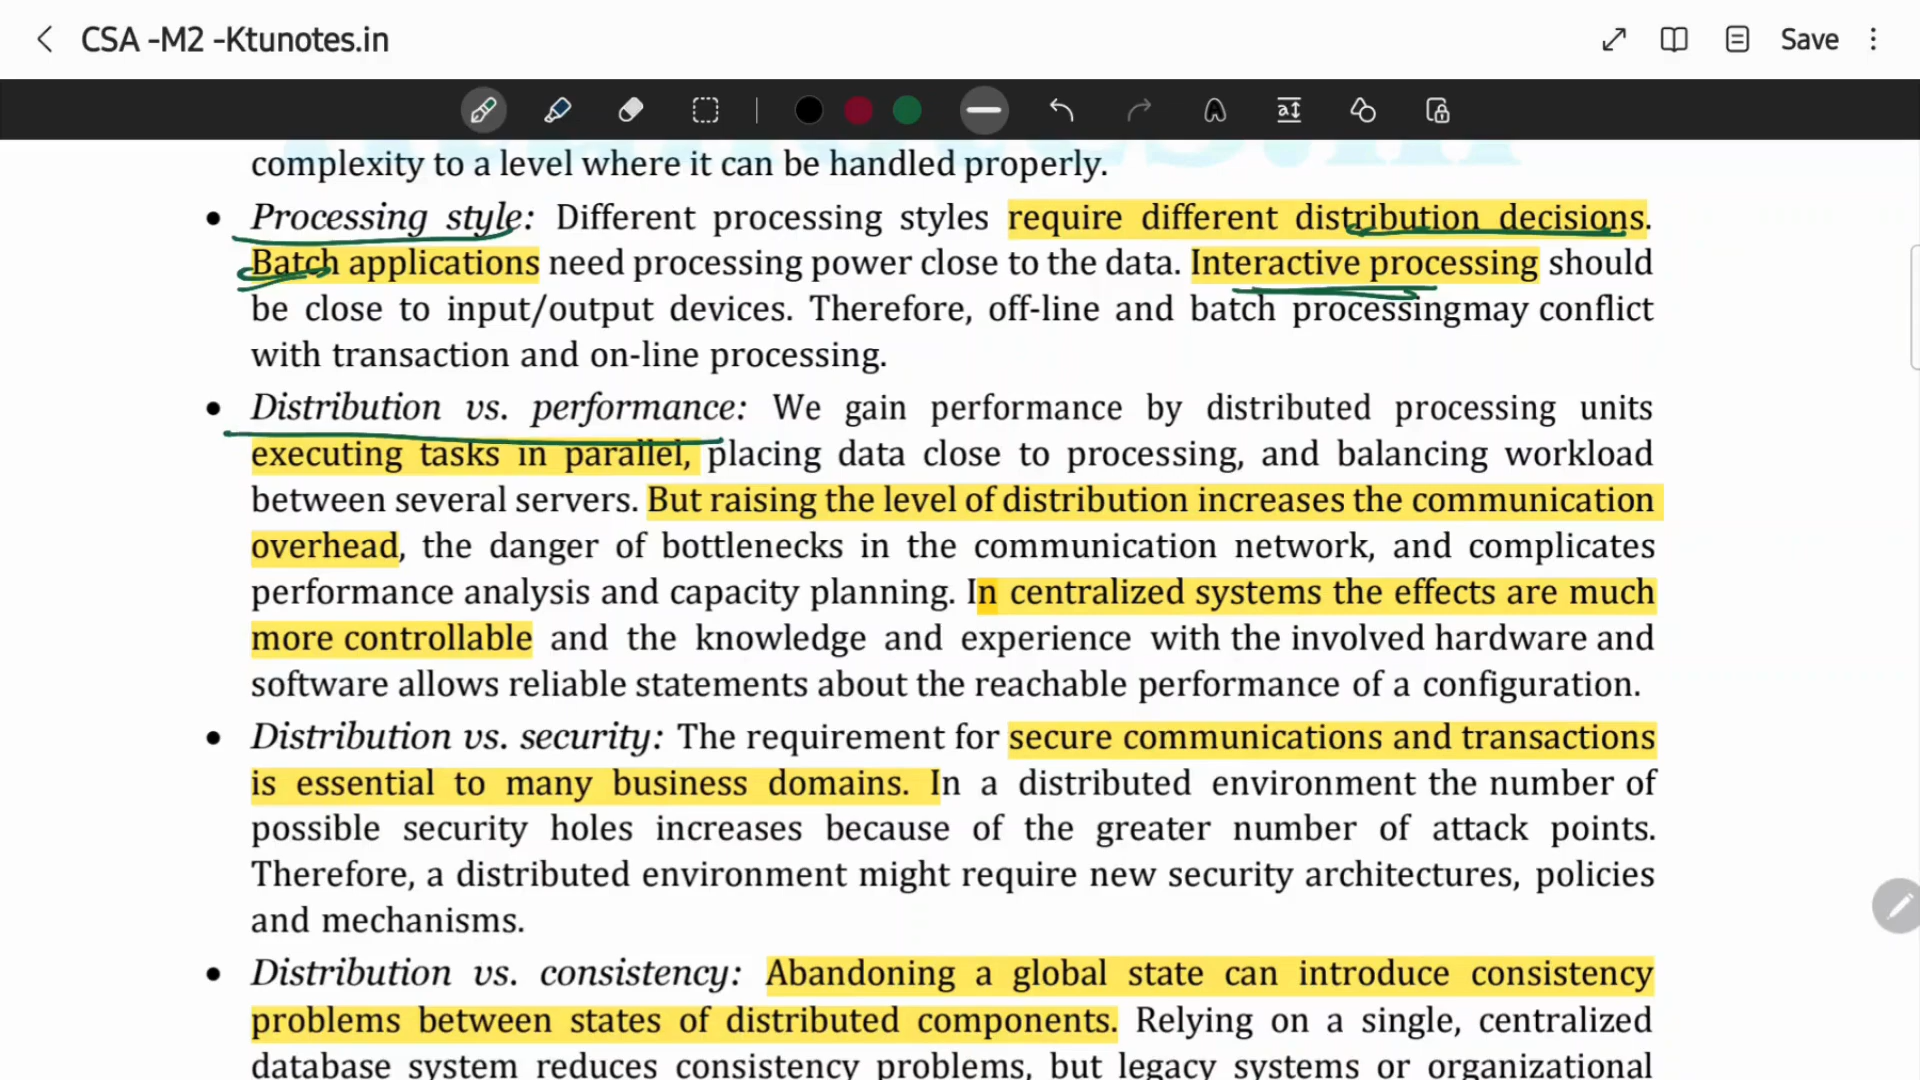 CSA -M2 -Ktunotes.in
Save
complexity to a level where it can be handled properly.
• Processing style: Different processing styles require different distribution decisions.
Batch applications need processing power close to the data. Interactive processing should
be close to input/output devices. Therefore, off-line and batch processingmay conflict
with transaction and on-line processing.
• Distribution vs. performance: We gain performance by distributed processing units
executing tasks in parallel, placing data close to processing, and balancing workload
between several servers. But raising the level of distribution increases the communication
overhead, the danger of bottlenecks in the communication network, and complicates
performance analysis and capacity planning. In centralized systems the effects are much
more controllable and the knowledge and experience with the involved hardware and
software allows reliable statements about the reachable performance of a configuration.
• Distribution vs. security: The requirement for secure communications and transactions
is essential to many business domains. In a distributed environment the number of
possible security holes increases because of the greater number of attack points.
Therefore, a distributed environment might require new security architectures, policies
and mechanisms.
• Distribution vs. consistency: Abandoning a global state can introduce consistency
problems between states of distributed components. Relying on a single, centralized
database system reduces consistency problems, but legacy systems or organizational